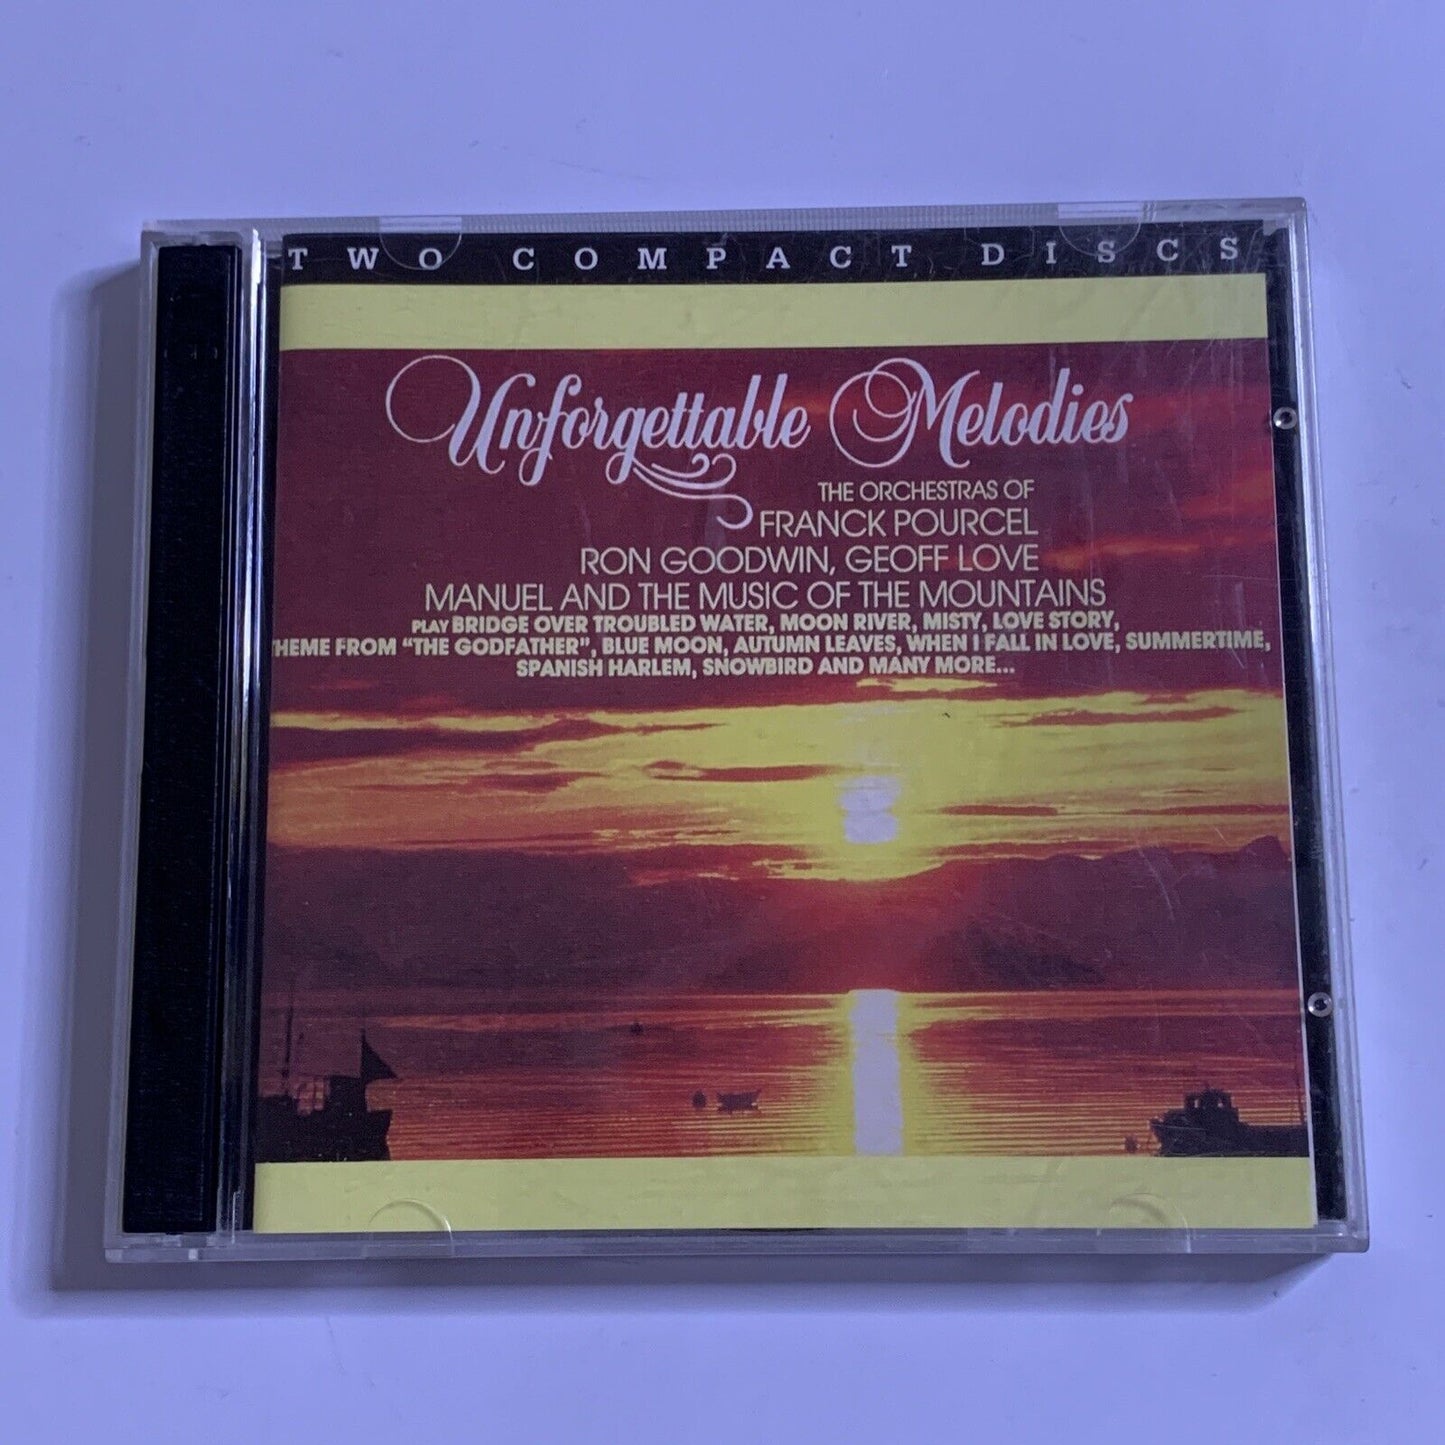 TWO COMPACT DISCS
Unforgettable Melodies
THE ORCHESTRAS OF
FRANCK POURCEL
RON GOODWIN, GEOFF LOVE
MANUEL AND THE MUSIC OF THE MOUNTAINS
PLAY BRIDGE OVER TROUBLED WATER, MOON RIVER, MISTY, LOVE STORY,
HEME FROM "THE GODFATHER", BLUE MOON, AUTUMN LEAVES, WHEN I FALL IN LOVE, SUMMERTIME,
SPANISH HARLEM, SNOWBIRD AND MANY MORE...